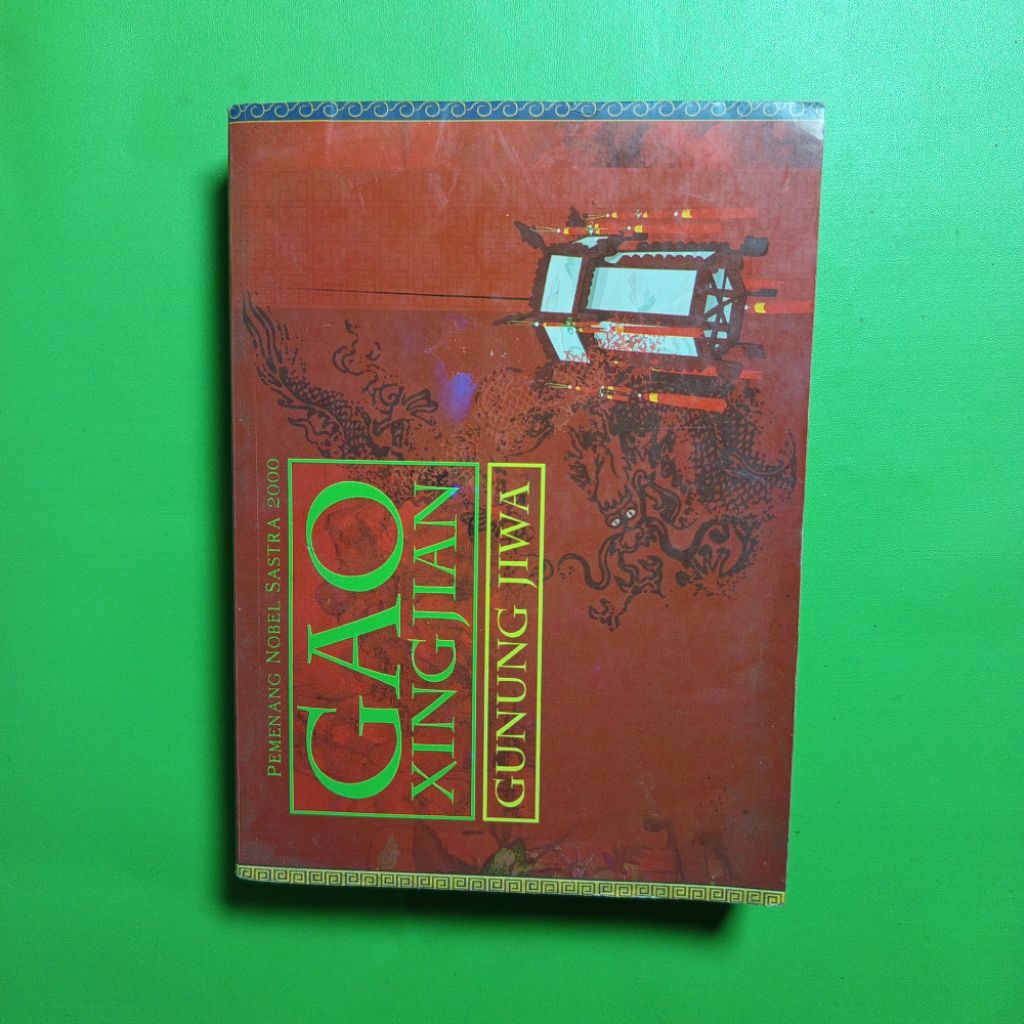 PEMENANG NOBEL SASTRA 2000
GAO
XINGJIAN
GUNUNG JIWA